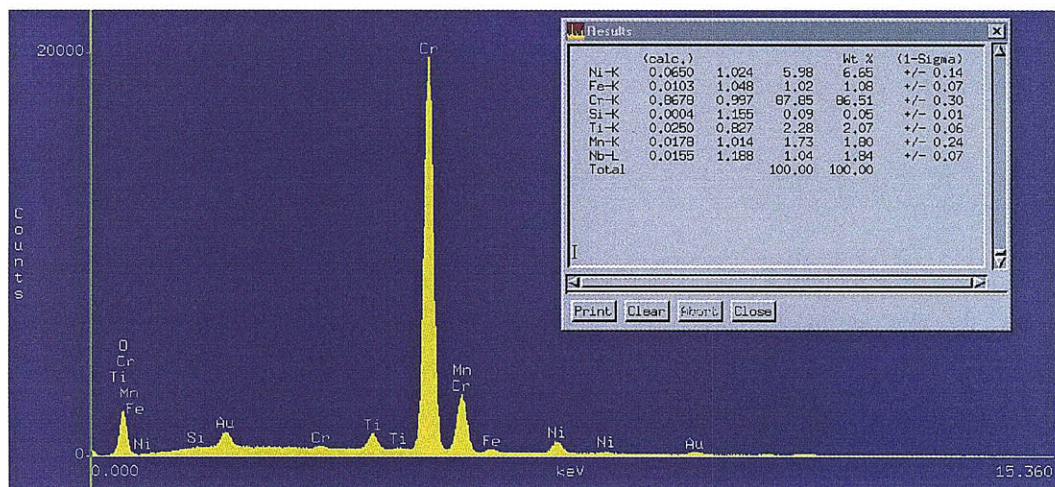 20000
Cr
Results
(calc.) Wt % (1-Sigma)
Ni-K 0.0650 1.024 5.98 6.65 +/- 0.14
Fe-K 0.0103 1.048 1.02 1.08 +/- 0.07
Cr-K 0.8678 0.997 87.85 86.51 +/- 0.30
Si-K 0.0004 1.155 0.09 0.05 +/- 0.01
Ti-K 0.0250 0.827 2.28 2.07 +/- 0.06
Mn-K 0.0178 1.014 1.73 1.80 +/- 0.24
Nb-L 0.0155 1.188 1.04 1.84 +/- 0.07
Total 100.00 100.00
Print Clear Abort Close
Counts
O
Cr
Ti
Mn
Fe
Ni
Si
Au
Cr
Ti
Ti
Mn
Cr
Fe
Ni
Ni
Au
0.
0.000 keV 15.360